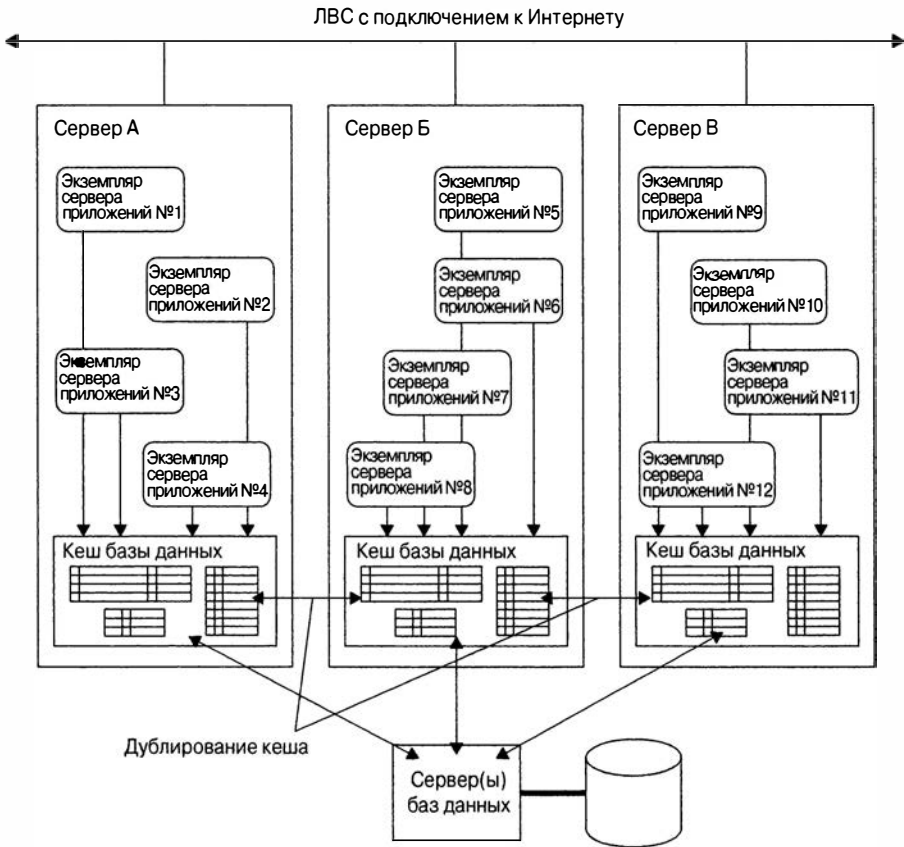 ЛВС с подключением к Интернету
Сервер А
Экземпляр
сервера
приложений №1
Экземпляр
сервера
приложений №2
Экземпляр
сервера
приложений №3
Экземпляр
сервера
приложений №4
Кеш базы данных
Сервер Б
Экземпляр
сервера
приложений №5
Экземпляр
сервера
приложений №6
Экземпляр
сервера
приложений №7
Экземпляр
сервера
приложений №8
Кеш базы данных
Сервер В
Экземпляр
сервера
приложений №9
Экземпляр
сервера
приложений №10
Экземпляр
сервера
приложений №11
Экземпляр
сервера
приложений №12
Кеш базы данных
Дублирование кеша
Сервер(ы)
баз данных